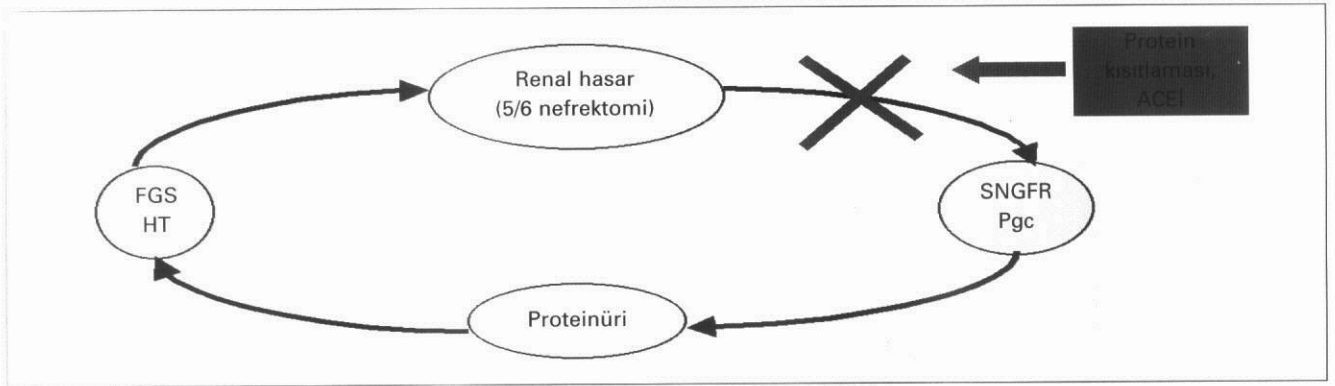 Renal hasar
(5/6 nefrektomi)
Protein
kısıtlaması,
ACEI
FGS
HT
SNGFR
Pgc
Proteinüri